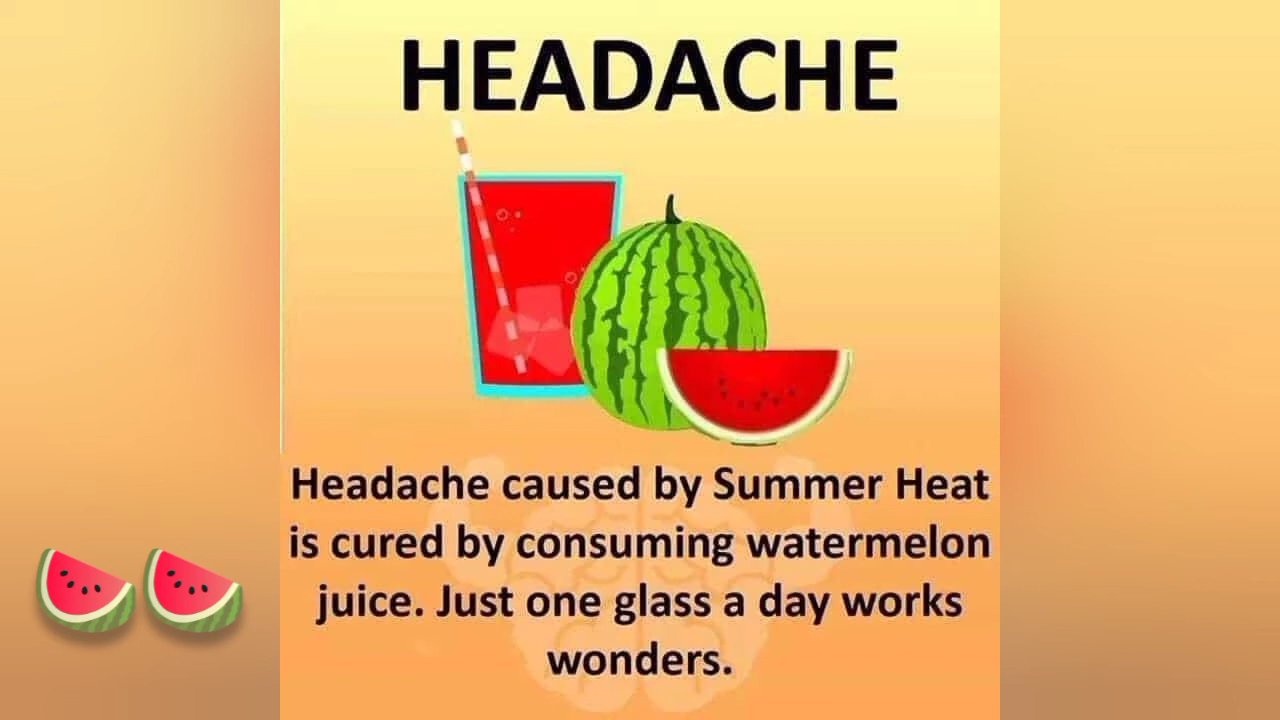 HEADACHE
Headache caused by Summer Heat
is cured by consuming watermelon
juice. Just one glass a day works
wonders.